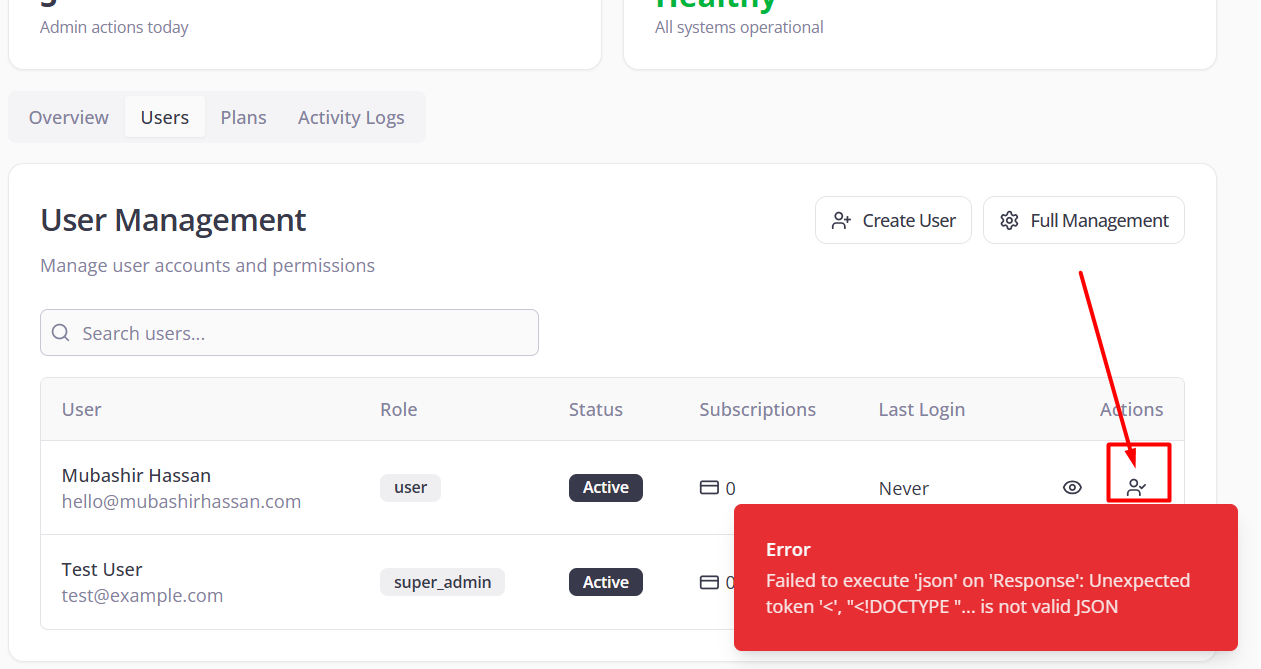 Healthy
Admin actions today
All systems operational
Overview Users Plans Activity Logs
User Management
Create User Full Management
Manage user accounts and permissions
Search users...
User Role Status Subscriptions Last Login Actions
Mubashir Hassan
hello@mubashirhassan.com
user Active 0 Never
Test User
test@example.com
super_admin Active 0
Error
Failed to execute 'json' on 'Response': Unexpected
token '<', "<!DOCTYPE "... is not valid JSON